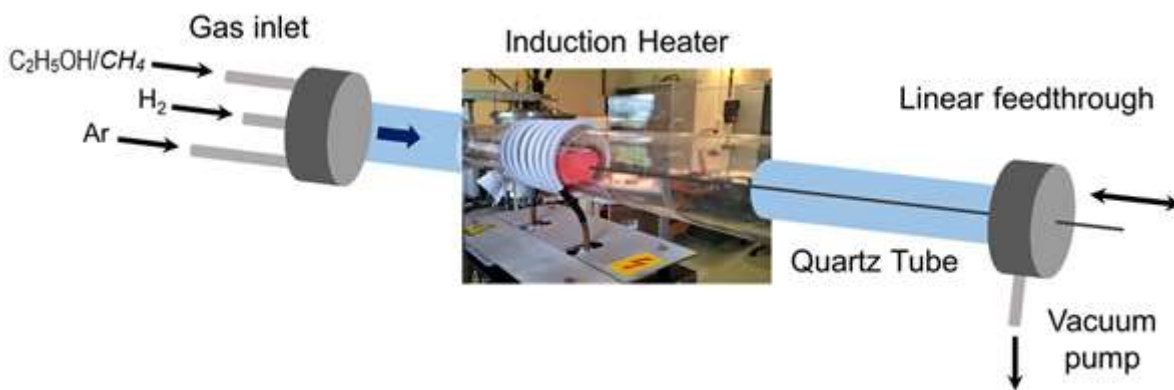 Gas inlet
C₂H₅OH/CH₄
H₂
Ar
Induction Heater
Linear feedthrough
Quartz Tube
Vacuum
pump